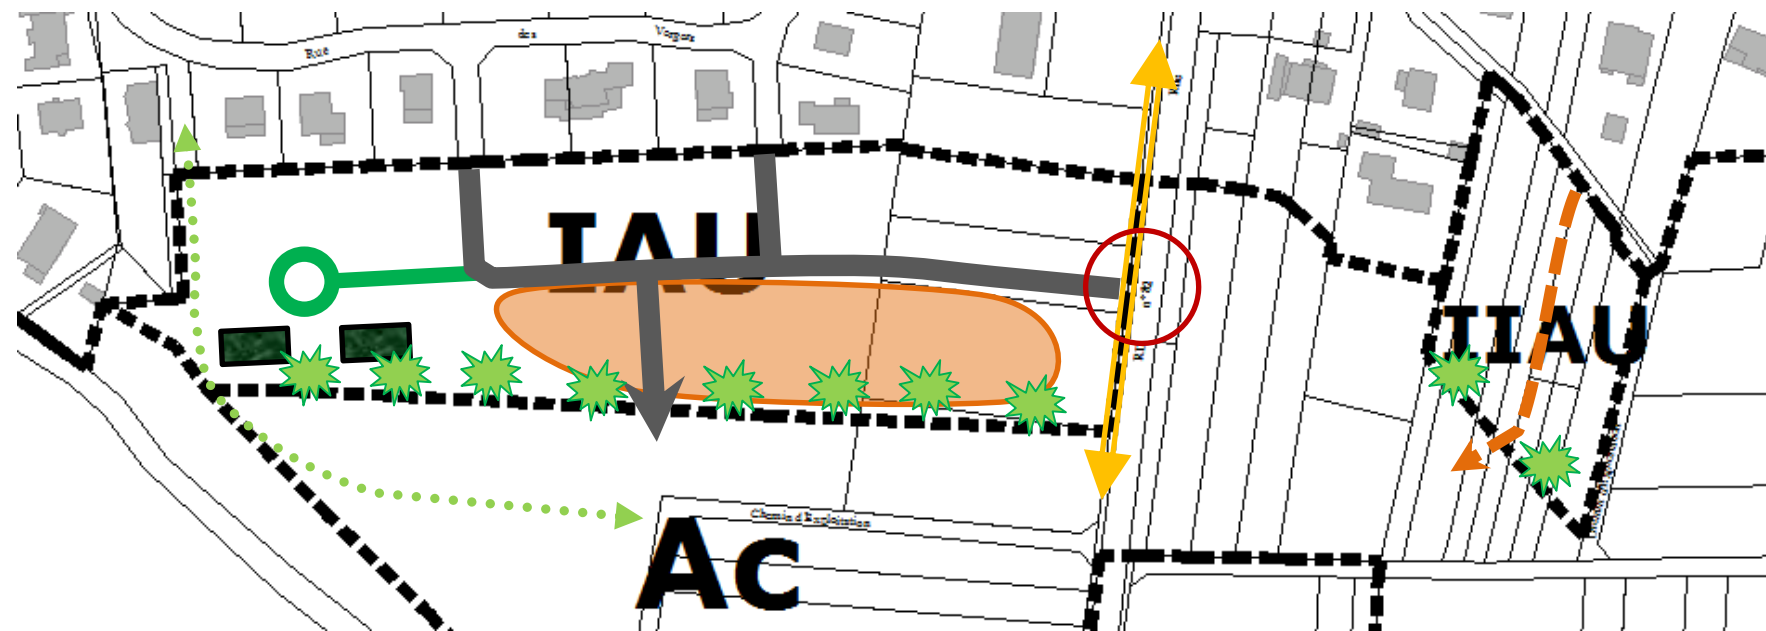 Rue des Vergers
IAU
IIAU
Chemin d'Exploitation
Ac